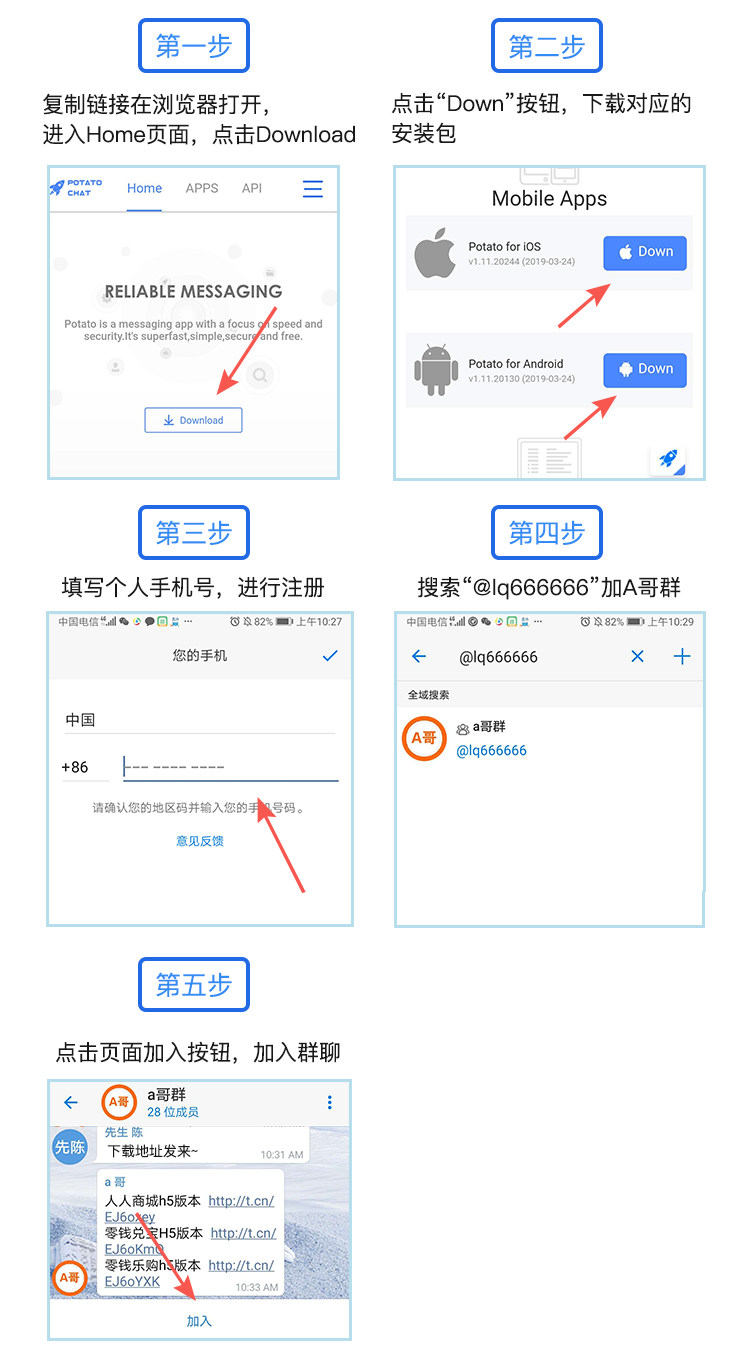 第一步
复制链接在浏览器打开，
进入Home页面，点击Download
POTATO
CHAT
Home
APPS
API
RELIABLE MESSAGING
Potato is a messaging app with a focus on speed and
security.It's superfast,simple,secure and free.
Download
第二步
点击“Down”按钮，下载对应的
安装包
Mobile Apps
Potato for iOS
v1.11.20244 (2019-03-24)
Down
Potato for Android
v1.11.20130 (2019-03-24)
Down
第三步
填写个人手机号，进行注册
中国电信 ··· 82% 上午10:27
您的手机
中国
+86 --- ---- ----
请确认您的地区码并输入您的手机号码。
意见反馈
第四步
搜索“@lq666666”加A哥群
中国电信 ··· 82% 上午10:29
@lq666666
全域搜索
A哥
a哥群
@lq666666
第五步
点击页面加入按钮，加入群聊
A哥
a哥群
28 位成员
先陈
先生 陈
下载地址发来~
10:31 AM
a 哥
人人商城h5版本 http://t.cn/
EJ6oxey
零钱兑宝H5版本 http://t.cn/
EJ6oKmQ
零钱乐购h5版本 http://t.cn/
EJ6oYXK
10:33 AM
A哥
加入